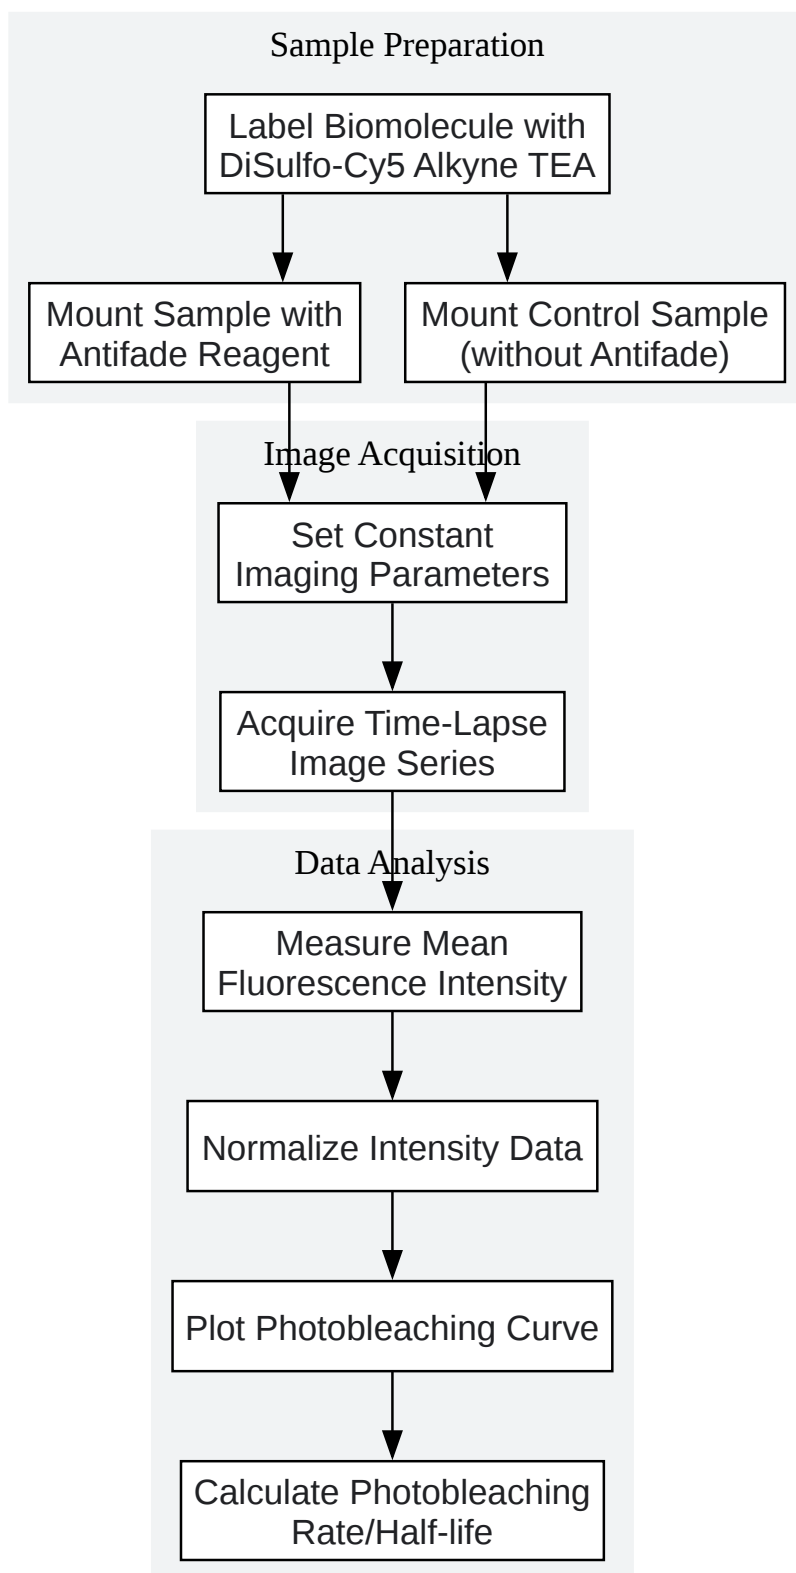 Sample Preparation
Label Biomolecule with
DiSulfo-Cy5 Alkyne TEA
Mount Sample with
Antifade Reagent
Mount Control Sample
(without Antifade)
Image Acquisition
Set Constant
Imaging Parameters
Acquire Time-Lapse
Image Series
Data Analysis
Measure Mean
Fluorescence Intensity
Normalize Intensity Data
Plot Photobleaching Curve
Calculate Photobleaching
Rate/Half-life